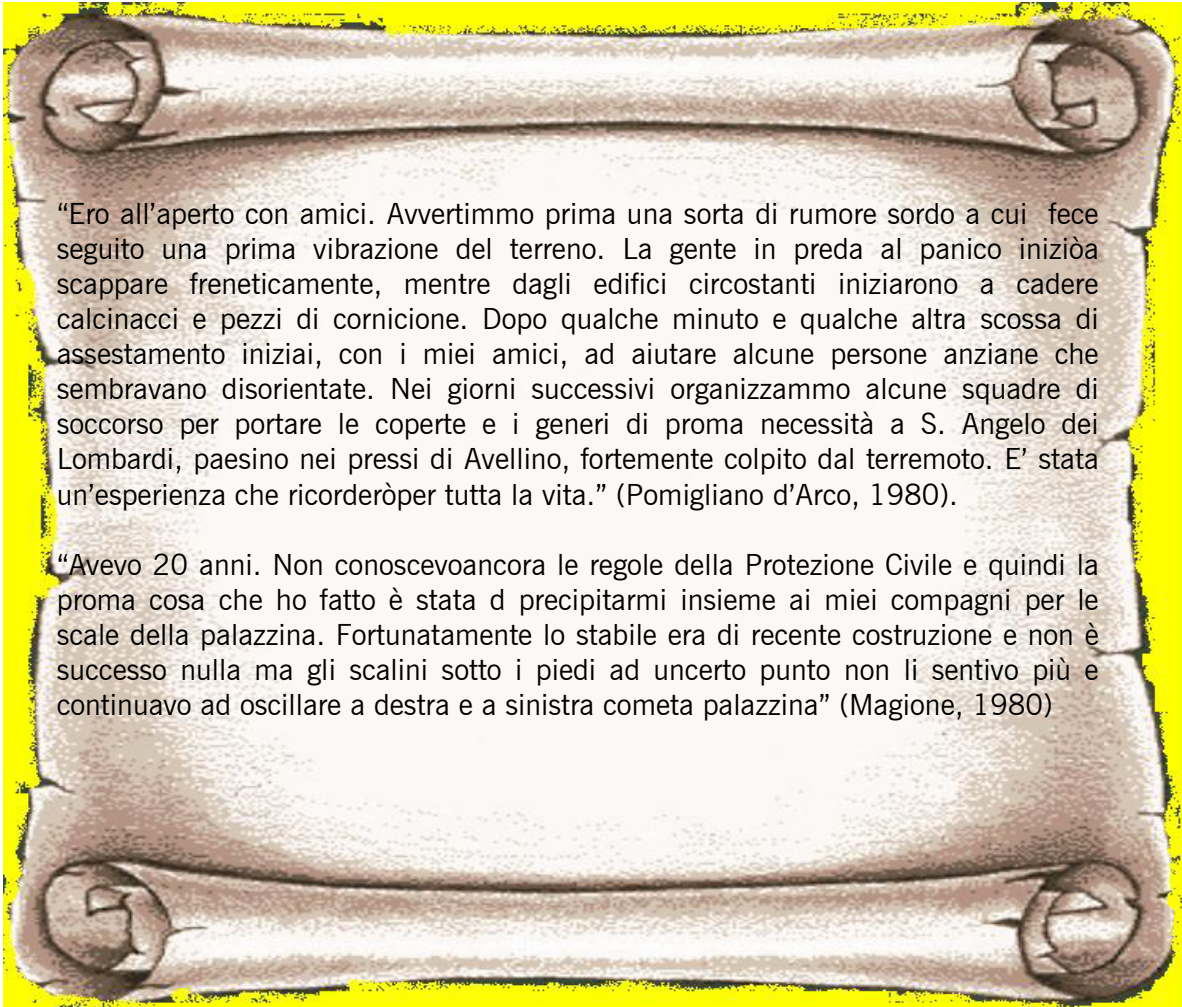 “Ero all’aperto con amici. Avvertimmo prima una sorta di rumore sordo a cui  fece
seguito una prima vibrazione del terreno. La gente in preda al panico iniziòa
scappare freneticamente, mentre dagli edifici circostanti iniziarono a cadere
calcinacci e pezzi di cornicione. Dopo qualche minuto e qualche altra scossa di
assestamento iniziai, con i miei amici, ad aiutare alcune persone anziane che
sembravano disorientate. Nei giorni successivi organizzammo alcune squadre di
soccorso per portare le coperte e i generi di proma necessità a S. Angelo dei
Lombardi, paesino nei pressi di Avellino, fortemente colpito dal terremoto. E’ stata
un’esperienza che ricorderòper tutta la vita.” (Pomigliano d’Arco, 1980).
“Avevo 20 anni. Non conoscevoancora le regole della Protezione Civile e quindi la
proma cosa che ho fatto è stata d precipitarmi insieme ai miei compagni per le
scale della palazzina. Fortunatamente lo stabile era di recente costruzione e non è
successo nulla ma gli scalini sotto i piedi ad uncerto punto non li sentivo più e
continuavo ad oscillare a destra e a sinistra cometa palazzina” (Magione, 1980)